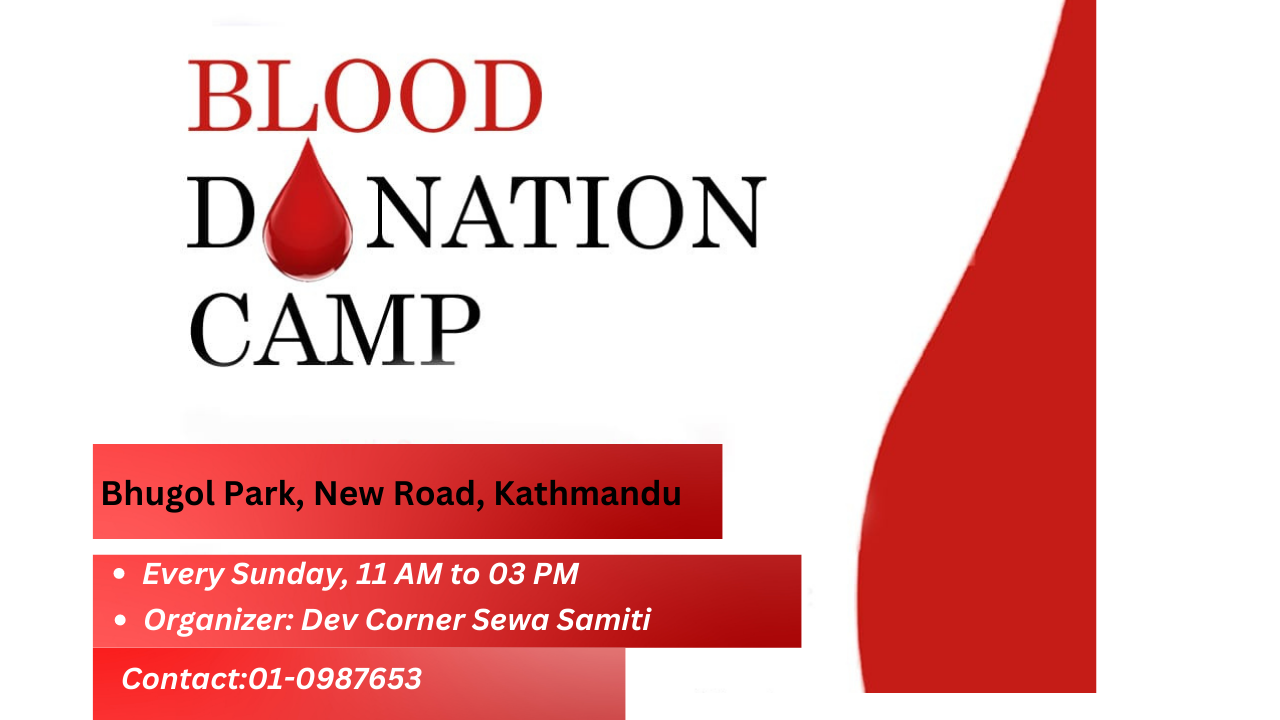 BLOOD
DONATION
CAMP
Bhugol Park, New Road, Kathmandu
• Every Sunday, 11 AM to 03 PM
• Organizer: Dev Corner Sewa Samiti
Contact:01-0987653